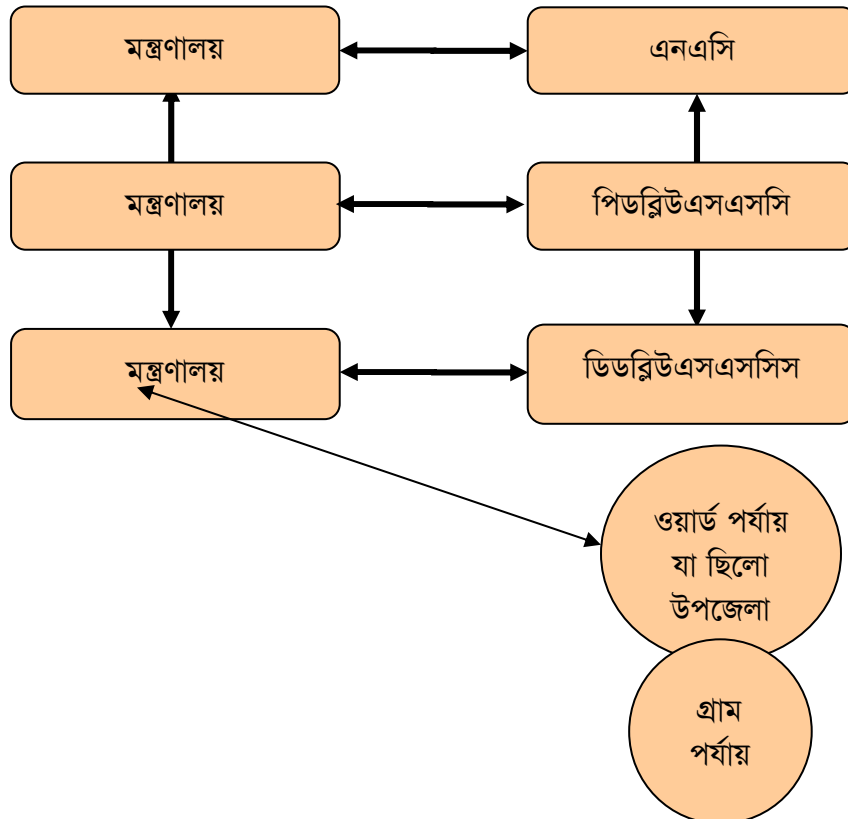 মন্ত্রণালয়
এনএসি
মন্ত্রণালয়
পিডব্লিউএসএসসি
মন্ত্রণালয়
ডিডব্লিউএসএসসিস
ওয়ার্ড পর্যায়
যা ছিলো
উপজেলা
গ্রাম
পর্যায়